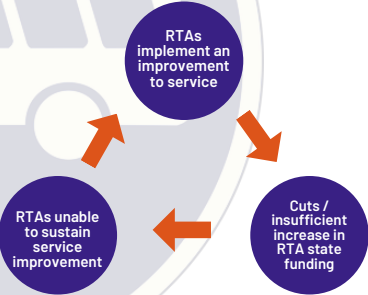 RTAs
implement an
improvement
to service
Cuts /
insufficient
increase in
RTA state
funding
RTAs unable
to sustain
service
improvement